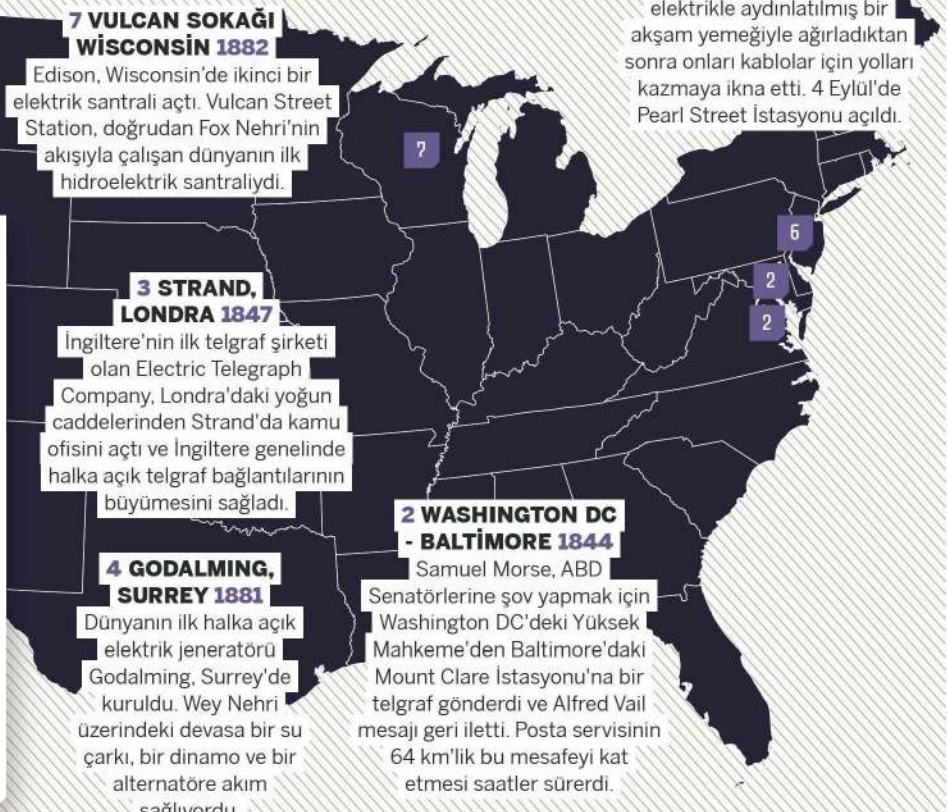 7 VULCAN SOKAĞI
WİSCONSİN 1882
Edison, Wisconsin'de ikinci bir
elektrik santrali açtı. Vulcan Street
Station, doğrudan Fox Nehri'nin
akışıyla çalışan dünyanın ilk
hidroelektrik santraliydi.
elektrikle aydınlatılmış bir
akşam yemeğiyle ağırladıktan
sonra onları kablolar için yolları
kazmaya ikna etti. 4 Eylül'de
Pearl Street İstasyonu açıldı.
7
6
2
2
3 STRAND,
LONDRA 1847
İngiltere'nin ilk telgraf şirketi
olan Electric Telegraph
Company, Londra'daki yoğun
caddelerinden Strand'da kamu
ofisini açtı ve İngiltere genelinde
halka açık telgraf bağlantılarının
büyümesini sağladı.
4 GODALMING,
SURREY 1881
Dünyanın ilk halka açık
elektrik jeneratörü
Godalming, Surrey'de
kuruldu. Wey Nehri
üzerindeki devasa bir su
çarkı, bir dinamo ve bir
alternatöre akım
sağlıyordu.
2 WASHINGTON DC
- BALTİMORE 1844
Samuel Morse, ABD
Senatörlerine şov yapmak için
Washington DC'deki Yüksek
Mahkeme'den Baltimore'daki
Mount Clare İstasyonu'na bir
telgraf gönderdi ve Alfred Vail
mesajı geri iletti. Posta servisinin
64 km'lik bu mesafeyi kat
etmesi saatler sürerdi.